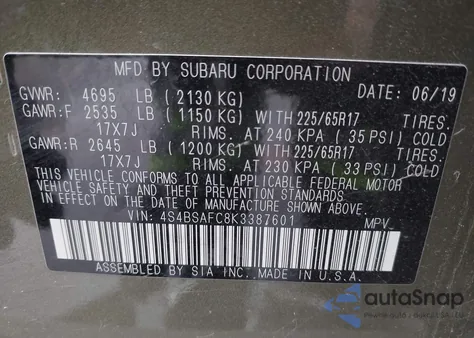 MFD BY SUBARU CORPORATION DATE 06/19
GVWR: 4695 LB (2130 KG)
GAWR:F 2535 LB (1150 KG) WITH 225/65R17 TIRES.
17X7J RIMS. AT 240 KPA (35 PSI) COLD
GAWR:R 2645 LB (1200 KG) WITH 225/65R17 TIRES.
17X7J RIMS. AT 230 KPA (33 PSI) COLD
THIS VEHICLE CONFORMS TO ALL APPLICABLE FEDERAL MOTOR
VEHICLE SAFETY AND THEFT PREVENTION STANDARDS
IN EFFECT ON THE DATE OF MANUFACTURE SHOWN ABOVE.
VIN: 4S4BSAFC8K3387601 MPV
ASSEMBLED BY SIA INC. MADE IN U.S.A.
autoSnap